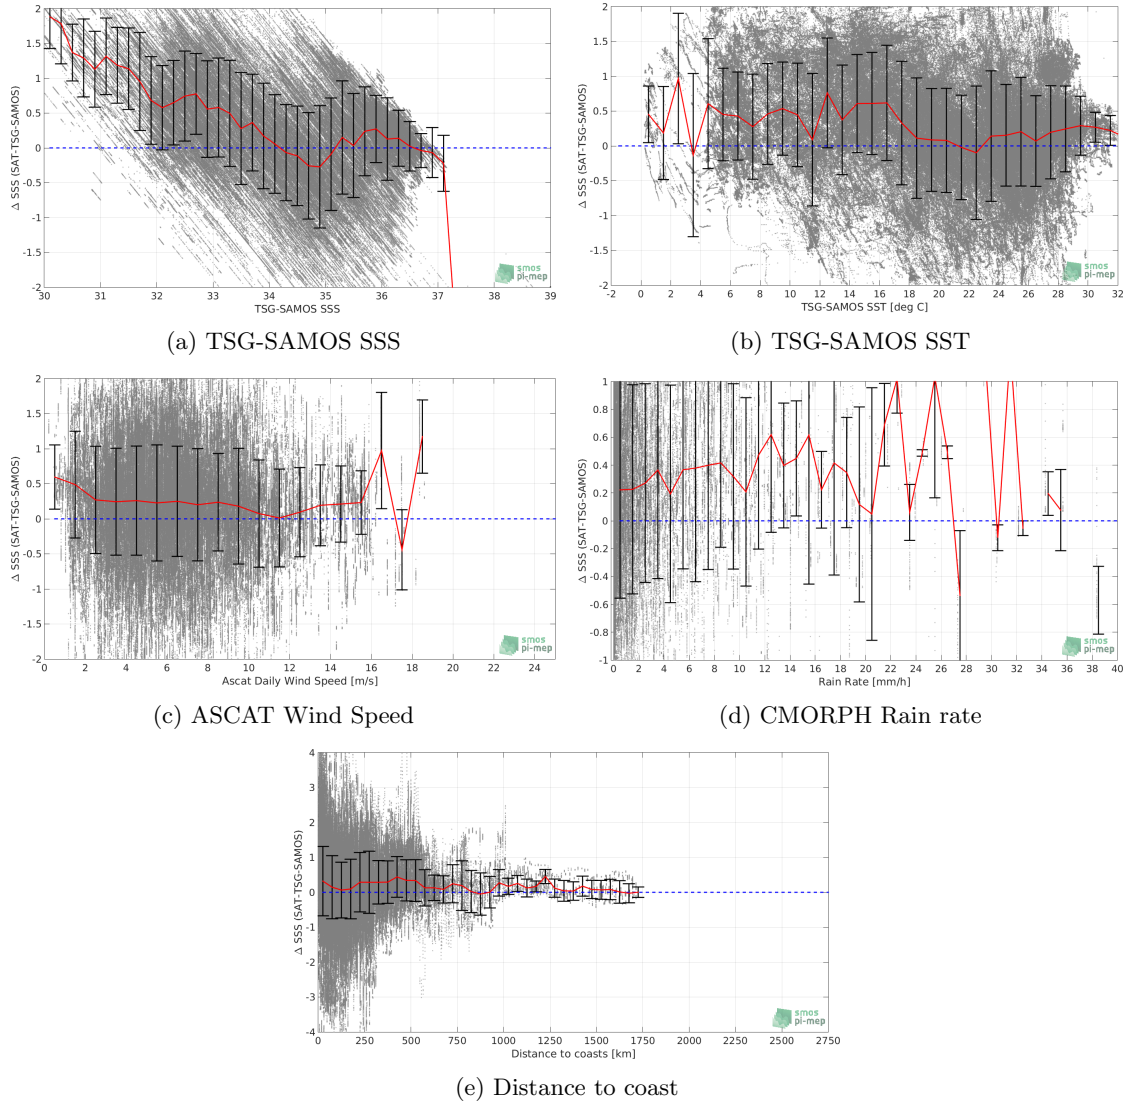 2
1.5
1
0.5
0
-0.5
-1
-1.5
-2
Δ SSS (SAT-TSG-SAMOS)
30 31 32 33 34 35 36 37 38 39
TSG-SAMOS SSS
smos
pi-mep
(a) TSG-SAMOS SSS
2
1.5
1
0.5
0
-0.5
-1
-1.5
-2
Δ SSS (SAT-TSG-SAMOS)
-2 0 2 4 6 8 10 12 14 16 18 20 22 24 26 28 30 32
TSG-SAMOS SST [deg C]
smos
pi-mep
(b) TSG-SAMOS SST
2
1.5
1
0.5
0
-0.5
-1
-1.5
-2
Δ SSS (SAT-TSG-SAMOS)
0 2 4 6 8 10 12 14 16 18 20 22 24
Ascat Daily Wind Speed [m/s]
smos
pi-mep
(c) ASCAT Wind Speed
1
0.8
0.6
0.4
0.2
0
-0.2
-0.4
-0.6
-0.8
-1
Δ SSS (SAT-TSG-SAMOS)
0 2 4 6 8 10 12 14 16 18 20 22 24 26 28 30 32 34 36 38 40
Rain Rate [mm/h]
smos
pi-mep
(d) CMORPH Rain rate
4
3
2
1
0
-1
-2
-3
-4
Δ SSS (SAT-TSG-SAMOS)
0 250 500 750 1000 1250 1500 1750 2000 2250 2500 2750
Distance to coasts [km]
smos
pi-mep
(e) Distance to coast